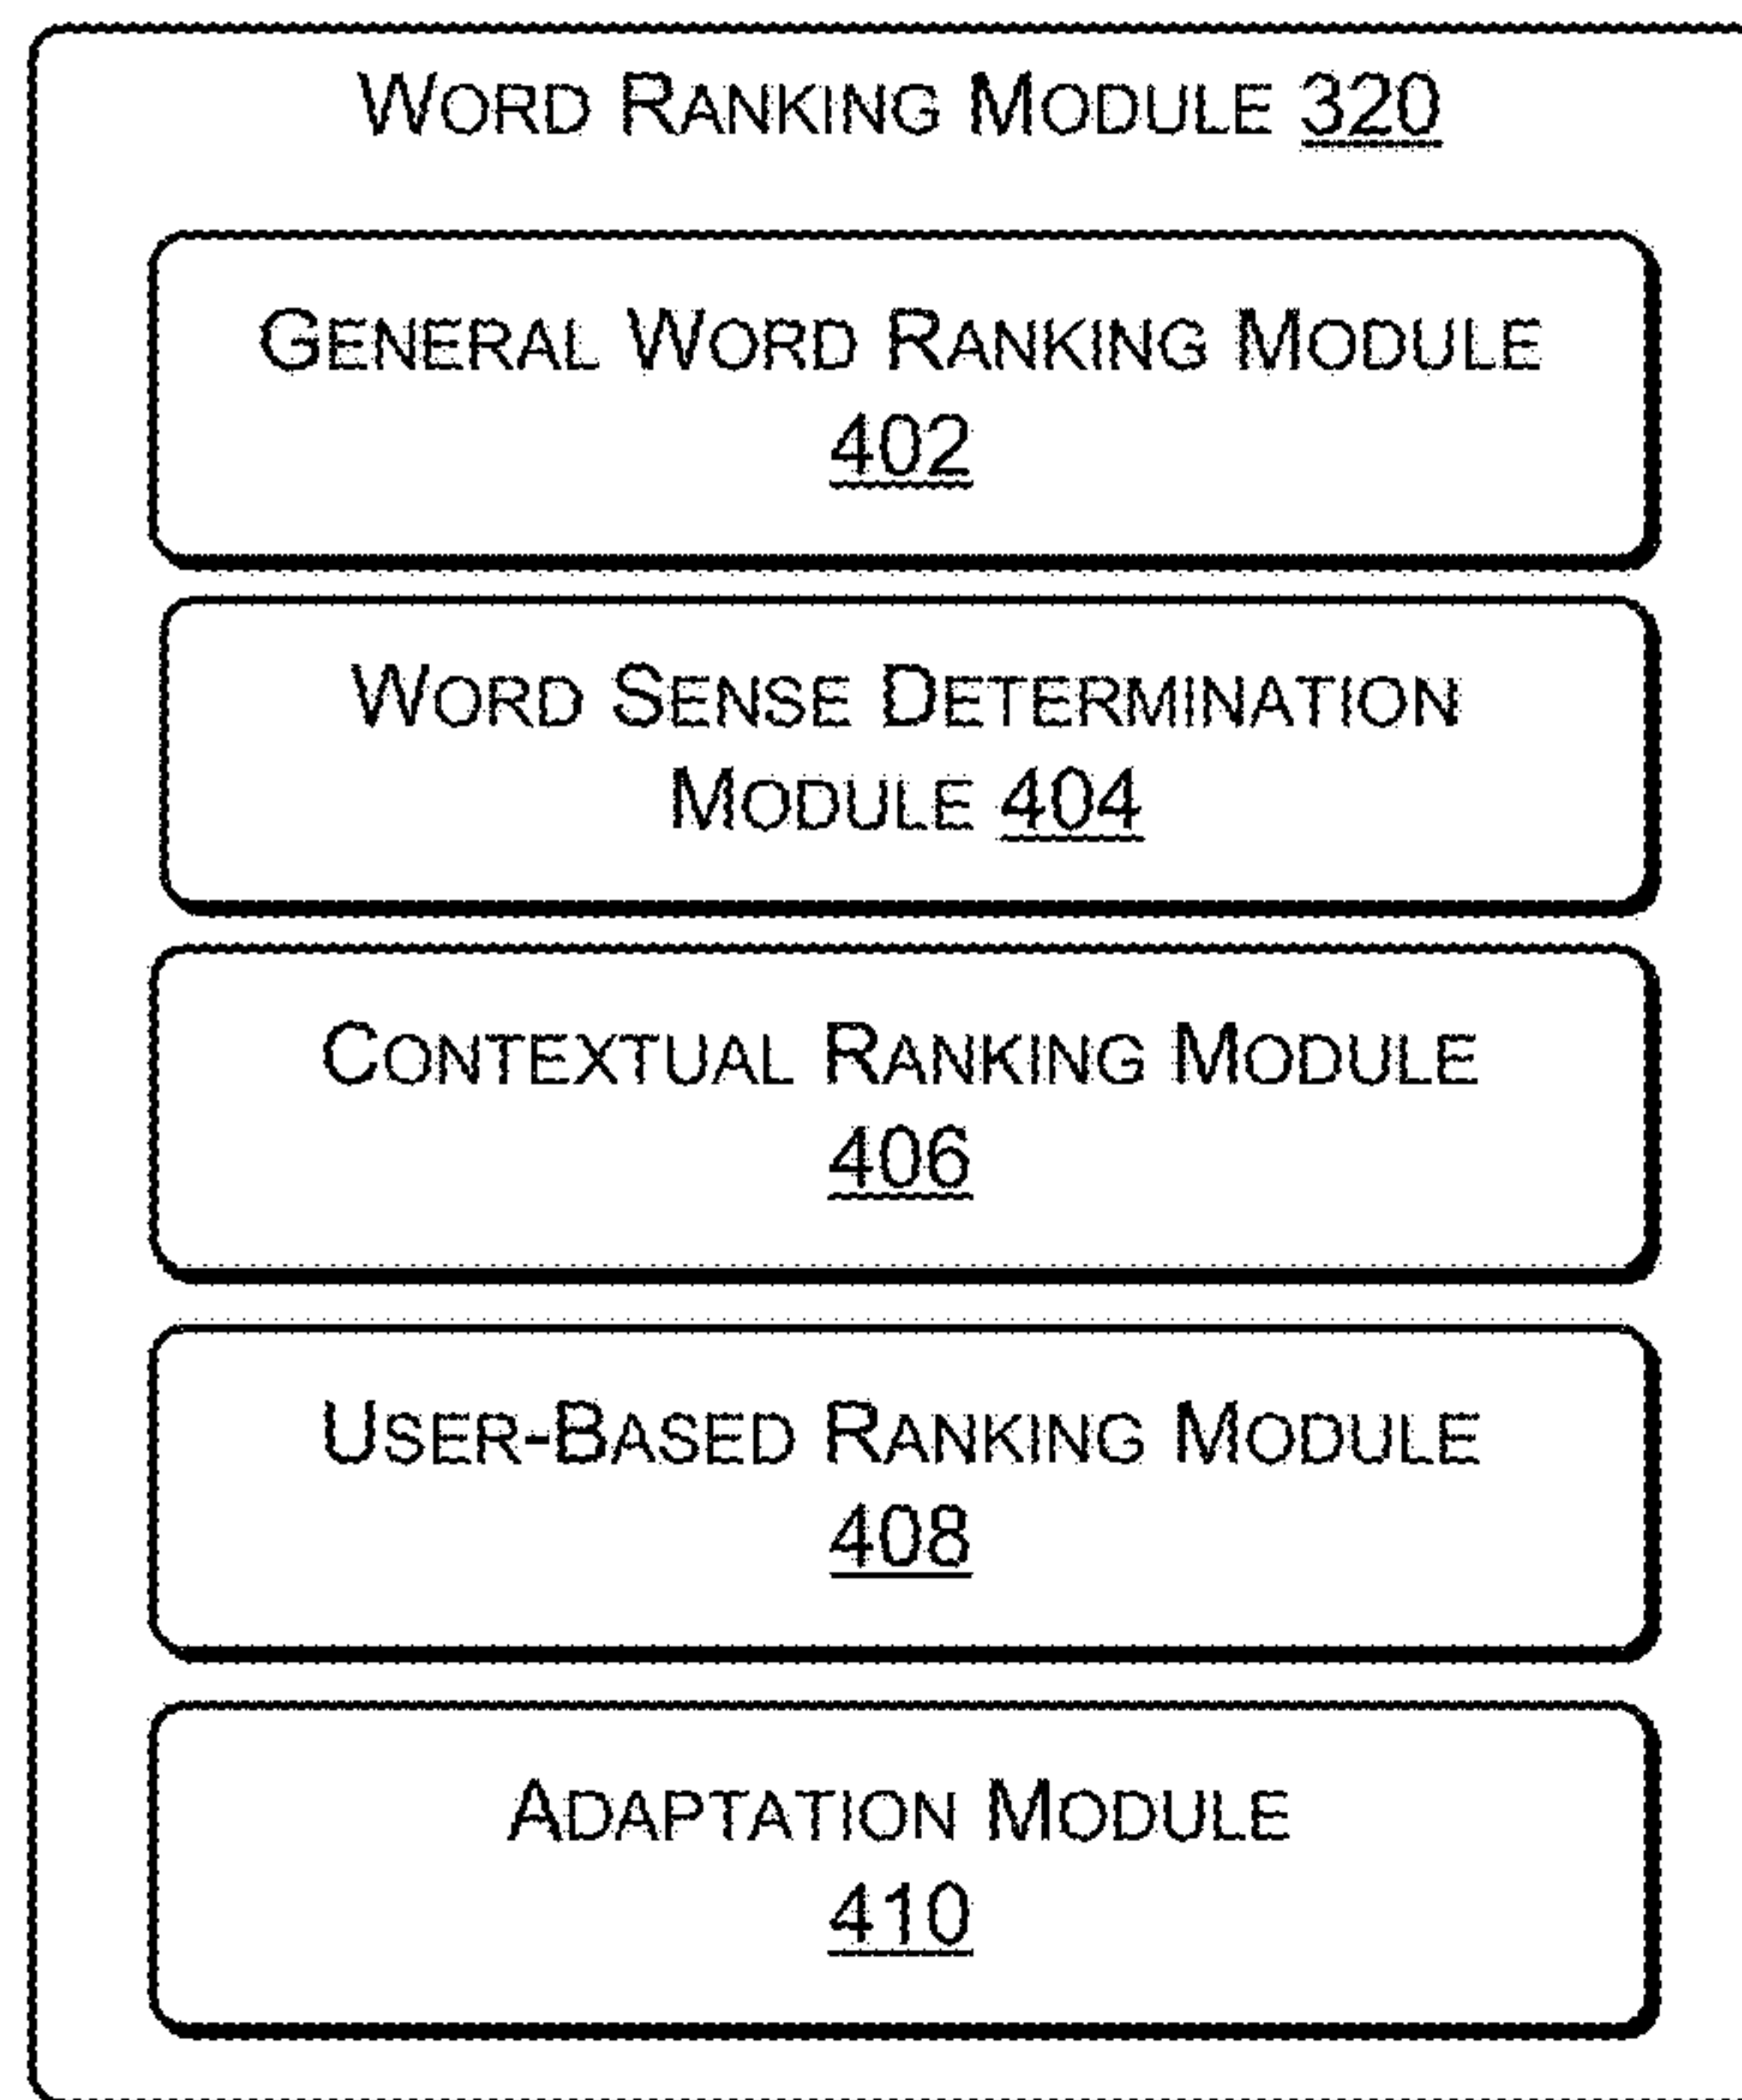 WORD RANKING MODULE 320
GENERAL WORD RANKING MODULE
402
WORD SENSE DETERMINATION
MODULE 404
CONTEXTUAL RANKING MODULE
406
USER-BASED RANKING MODULE
408
ADAPTATION MODULE
410